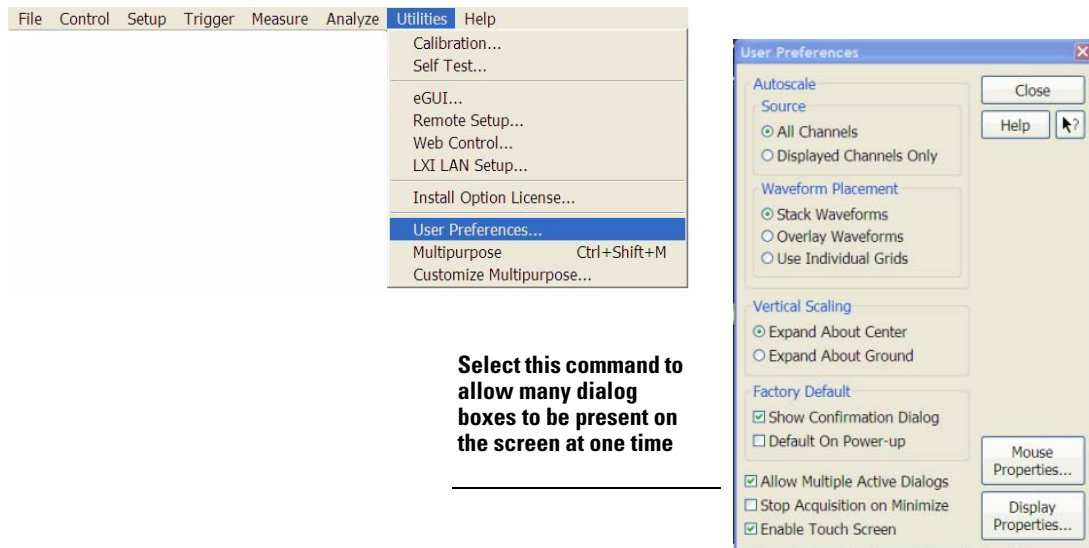 File Control Setup Trigger Measure Analyze Utilities Help
Calibration...
Self Test...
eGUI...
Remote Setup...
Web Control...
LXI LAN Setup...
Install Option License...
User Preferences...
Multipurpose Ctrl+Shift+M
Customize Multipurpose...
Select this command to
allow many dialog
boxes to be present on
the screen at one time
User Preferences
Autoscale
Source
All Channels
Displayed Channels Only
Waveform Placement
Stack Waveforms
Overlay Waveforms
Use Individual Grids
Vertical Scaling
Expand About Center
Expand About Ground
Factory Default
Show Confirmation Dialog
Default On Power-up
Allow Multiple Active Dialogs
Stop Acquisition on Minimize
Enable Touch Screen
Close
Help ?
Mouse
Properties...
Display
Properties...